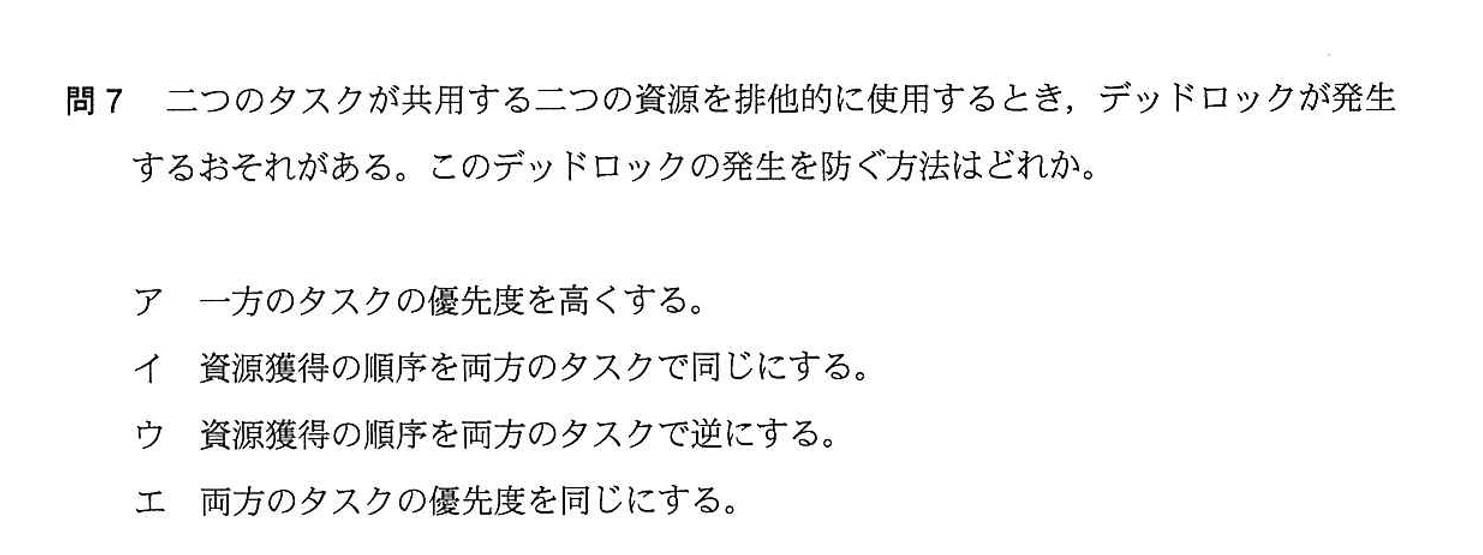 問7　二つのタスクが共用する二つの資源を排他的に使用するとき，デッドロックが発生
するおそれがある。このデッドロックの発生を防ぐ方法はどれか。
ア　一方のタスクの優先度を高くする。
イ　資源獲得の順序を両方のタスクで同じにする。
ウ　資源獲得の順序を両方のタスクで逆にする。
エ　両方のタスクの優先度を同じにする。